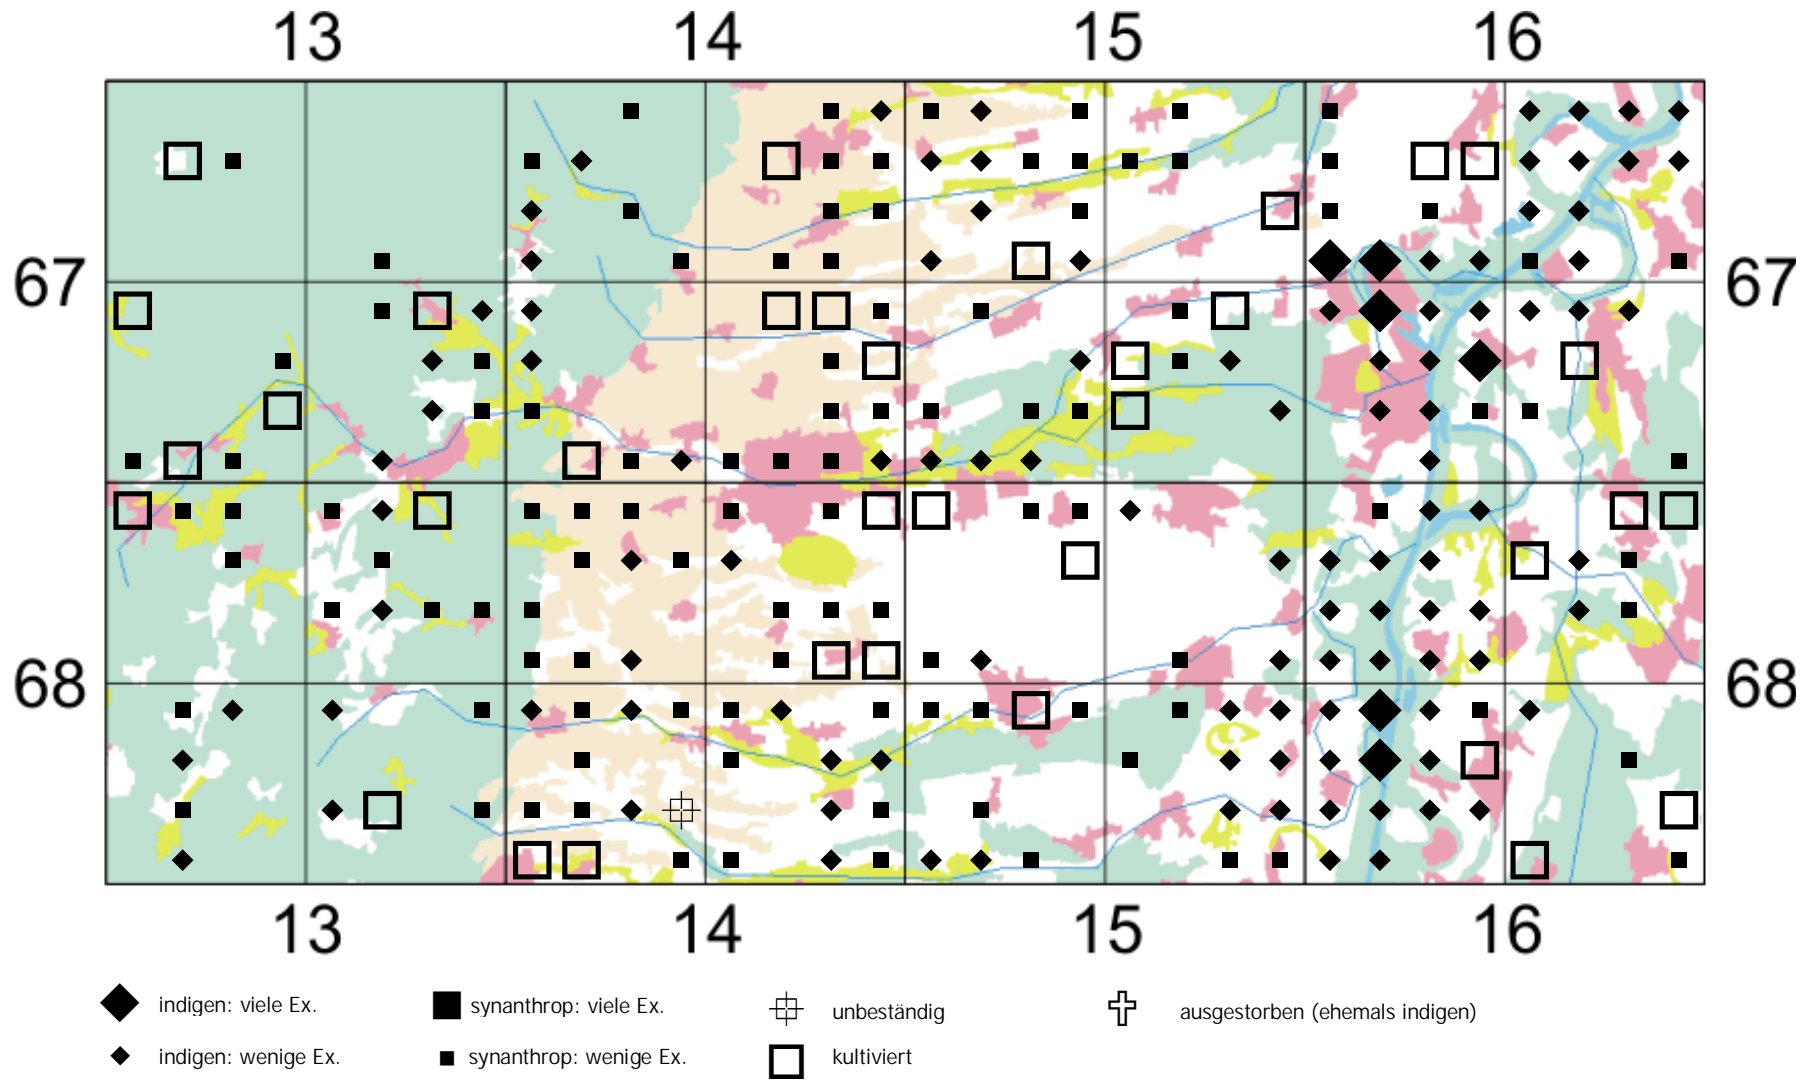 13 14 15 16
67 67
68 68
13 14 15 16
indigen: viele Ex. synanthrop: viele Ex. unbeständig ausgestorben (ehemals indigen)
indigen: wenige Ex. synanthrop: wenige Ex. kultiviert